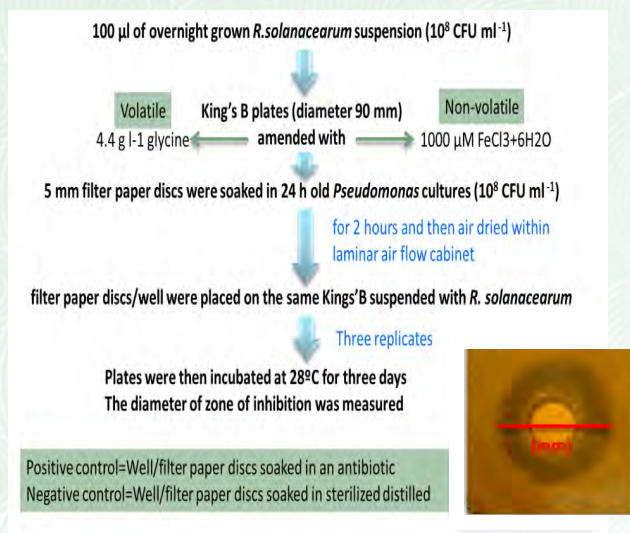 100 µl of overnight grown R.solanacearum suspension (10⁸ CFU ml⁻¹)
Volatile
King's B plates (diameter 90 mm)
Non-volatile
4.4 g l-1 glycine
amended with
1000 µM FeCl3+6H2O
5 mm filter paper discs were soaked in 24 h old Pseudomonas cultures (10⁸ CFU ml⁻¹)
for 2 hours and then air dried within
laminar air flow cabinet
filter paper discs/well were placed on the same Kings'B suspended with R. solanacearum
Three replicates
Plates were then incubated at 28ºC for three days
The diameter of zone of inhibition was measured
(mm)
Positive control=Well/filter paper discs soaked in an antibiotic
Negative control=Well/filter paper discs soaked in sterilized distilled